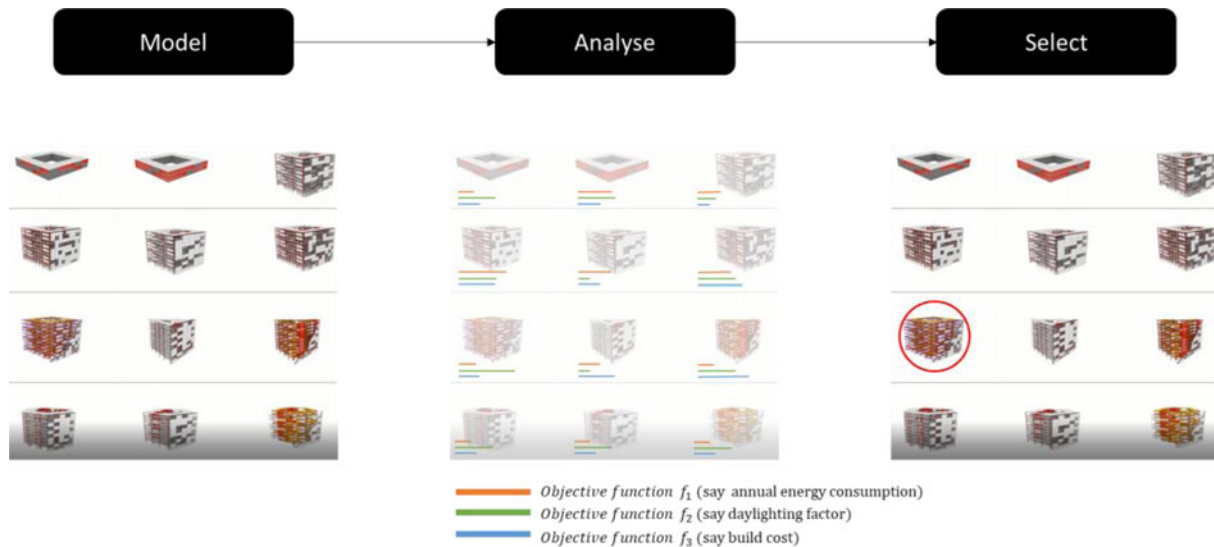 Model
Analyse
Select
Objective function f₁ (say annual energy consumption)
Objective function f₂ (say daylighting factor)
Objective function f₃ (say build cost)